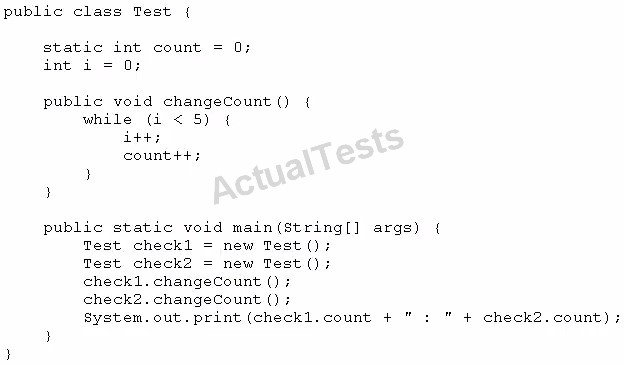 public class Test {
static int count = 0;
int i = 0;
public void changeCount() {
while (i < 5) {
i++;
count++;
}
}
ActualTests
public static void main(String[] args) {
Test check1 = new Test();
Test check2 = new Test();
check1.changeCount();
check2.changeCount();
System.out.print(check1.count + " : " + check2.count);
}
}